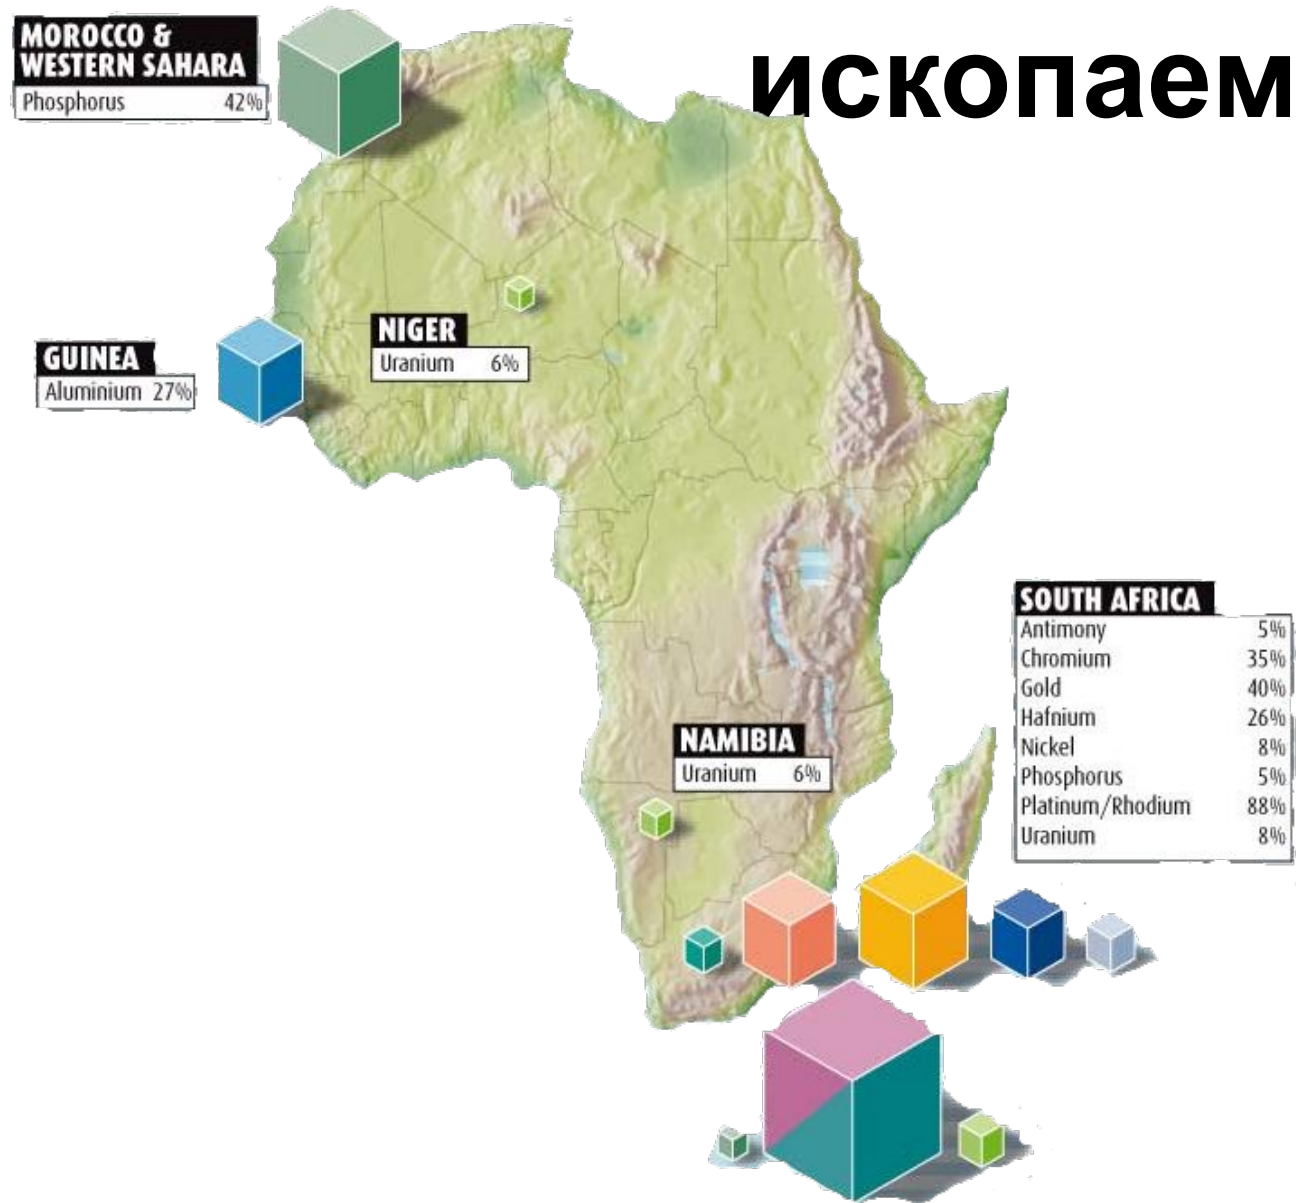 MOROCCO &
WESTERN SAHARA
Phosphorus 42%
ископаем
NIGER
Uranium 6%
GUINEA
Aluminium 27%
SOUTH AFRICA
Antimony 5%
Chromium 35%
Gold 40%
Hafnium 26%
Nickel 8%
Phosphorus 5%
Platinum/Rhodium 88%
Uranium 8%
NAMIBIA
Uranium 6%